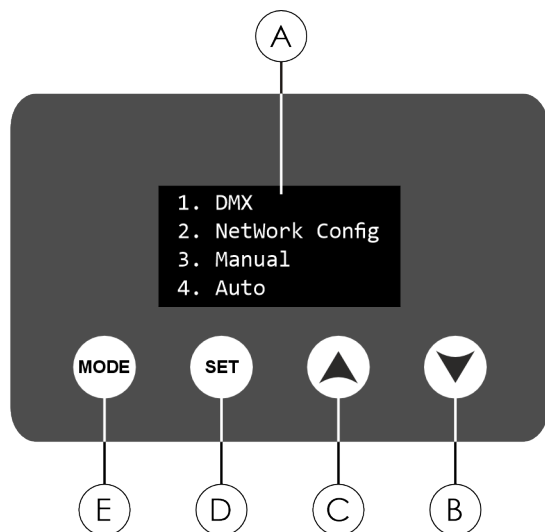 A
1. DMX
2. NetWork Config
3. Manual
4. Auto
MODE SET
E D C B